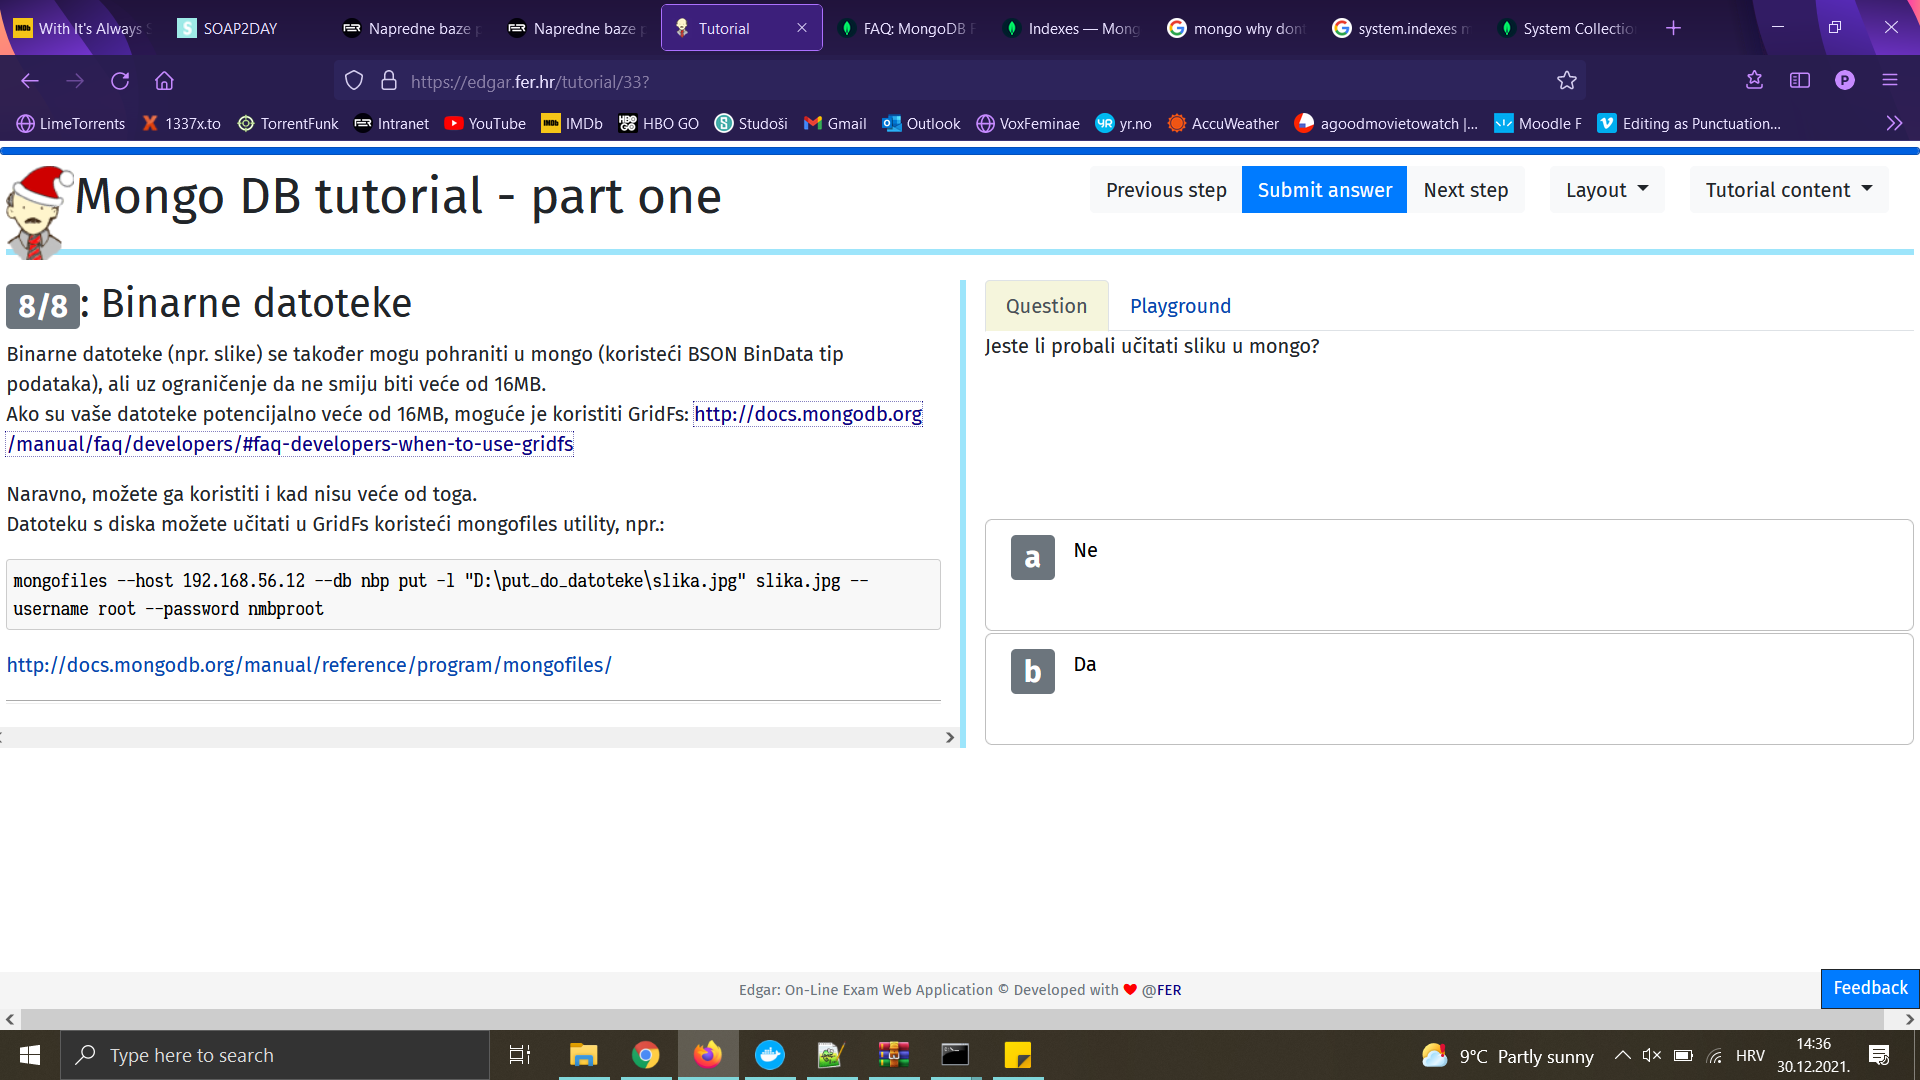 With It's Always S
SOAP2DAY
Napredne baze p
Napredne baze p
Tutorial
FAQ: MongoDB F
Indexes — Mong
mongo why dont
system.indexes m
System Collectio
https://edgar.fer.hr/tutorial/33?
P
LimeTorrents
1337x.to
TorrentFunk
Intranet
YouTube
IMDb
HBO GO
Studoši
Gmail
Outlook
VoxFeminae
yr.no
AccuWeather
agoodmovietowatch |...
Moodle F
Editing as Punctuation...
Mongo DB tutorial - part one
Previous step
Submit answer
Next step
Layout
Tutorial content
8/8: Binarne datoteke
Binarne datoteke (npr. slike) se također mogu pohraniti u mongo (koristeći BSON BinData tip
podataka), ali uz ograničenje da ne smiju biti veće od 16MB.
Ako su vaše datoteke potencijalno veće od 16MB, moguće je koristiti GridFs: http://docs.mongodb.org
/manual/faq/developers/#faq-developers-when-to-use-gridfs
Naravno, možete ga koristiti i kad nisu veće od toga.
Datoteku s diska možete učitati u GridFs koristeći mongofiles utility, npr.:
mongofiles --host 192.168.56.12 --db nbp put -l "D:\put_do_datoteke\slika.jpg" slika.jpg --
username root --password nmbproot
http://docs.mongodb.org/manual/reference/program/mongofiles/
Question
Playground
Jeste li probali učitati sliku u mongo?
a Ne
b Da
Edgar: On-Line Exam Web Application © Developed with ❤ @FER
Feedback
Type here to search
9°C Partly sunny
HRV
14:36
30.12.2021.